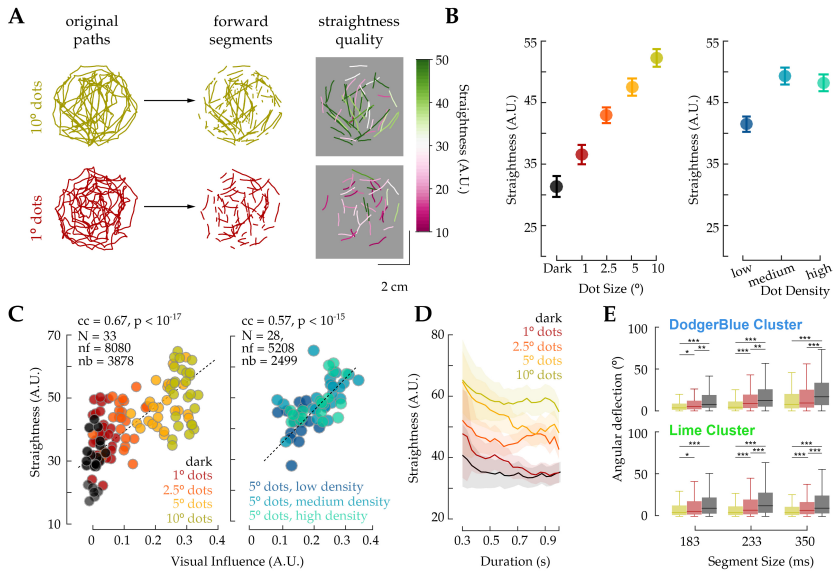 A
original
paths
forward
segments
straightness
quality
10º dots
1º dots
50
40
30
20
10
Straightness (A.U.)
2 cm
B
Straightness (A.U.)
55
45
35
25
Dark
1
2.5
5
10
Dot Size (º)
Straightness (A.U.)
55
45
35
25
low
medium
high
Dot Density
C
cc = 0.67, p < 10-17
N = 33
nf = 8080
nb = 3878
Straightness (A.U.)
70
50
30
10
dark
1º dots
2.5º dots
5º dots
10º dots
0
0.1
0.2
0.3
0.4
cc = 0.57, p < 10-15
N = 28,
nf = 5208
nb = 2499
5º dots, low density
5º dots, medium density
5º dots, high density
0
0.1
0.2
0.3
0.4
Visual Influence (A.U.)
D
dark
1º dots
2.5º dots
5º dots
10º dots
Straightness (A.U.)
80
60
40
20
0.3
0.5
0.7
0.9
Duration (s)
E
DodgerBlue Cluster
Angular deflection (º)
100
50
0
*** * ***
*** *** **
*** *** ***
Lime Cluster
100
50
0
*** * ***
*** *** ***
*** *** ***
183
233
350
Segment Size (ms)